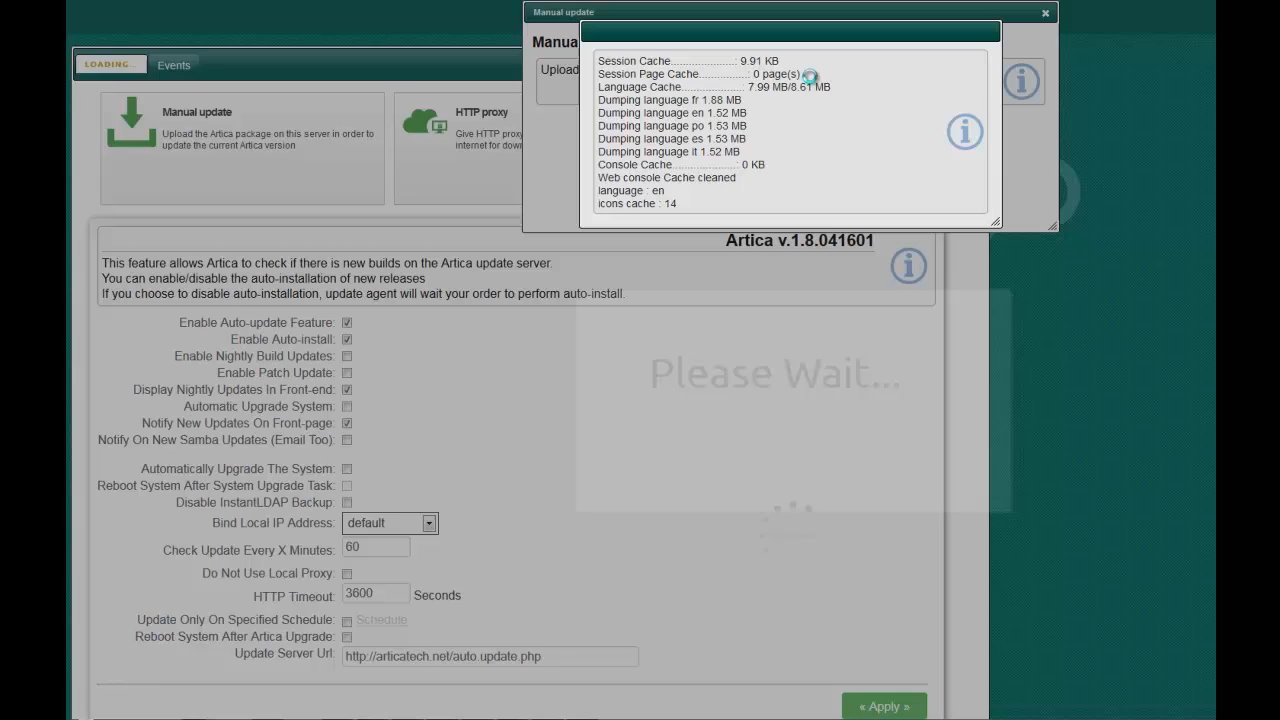 Manual update
Manua
Upload
Session Cache......................: 9.91 KB
Session Page Cache.................: 0 page(s)
Language Cache.....................: 7.99 MB/8.61 MB
Dumping language fr 1.88 MB
Dumping language en 1.52 MB
Dumping language po 1.53 MB
Dumping language es 1.53 MB
Dumping language it 1.52 MB
Console Cache......................: 0 KB
Web console Cache cleaned
language : en
icons cache : 14
LOADING...
Events
Manual update
Upload the Artica package on this server in order to
update the current Artica version
HTTP proxy
Give HTTP proxy
internet for dow
Artica v.1.8.041601
This feature allows Artica to check if there is new builds on the Artica update server.
You can enable/disable the auto-installation of new releases
If you choose to disable auto-installation, update agent will wait your order to perform auto-install.
Please Wait...
Enable Auto-update Feature:
Enable Auto-install:
Enable Nightly Build Updates:
Enable Patch Update:
Display Nightly Updates In Front-end:
Automatic Upgrade System:
Notify New Updates On Front-page:
Notify On New Samba Updates (Email Too):
Automatically Upgrade The System:
Reboot System After System Upgrade Task:
Disable InstantLDAP Backup:
Bind Local IP Address: default
Check Update Every X Minutes: 60
Do Not Use Local Proxy:
HTTP Timeout: 3600 Seconds
Update Only On Specified Schedule: Schedule
Reboot System After Artica Upgrade:
Update Server Url: http://articatech.net/auto.update.php
« Apply »